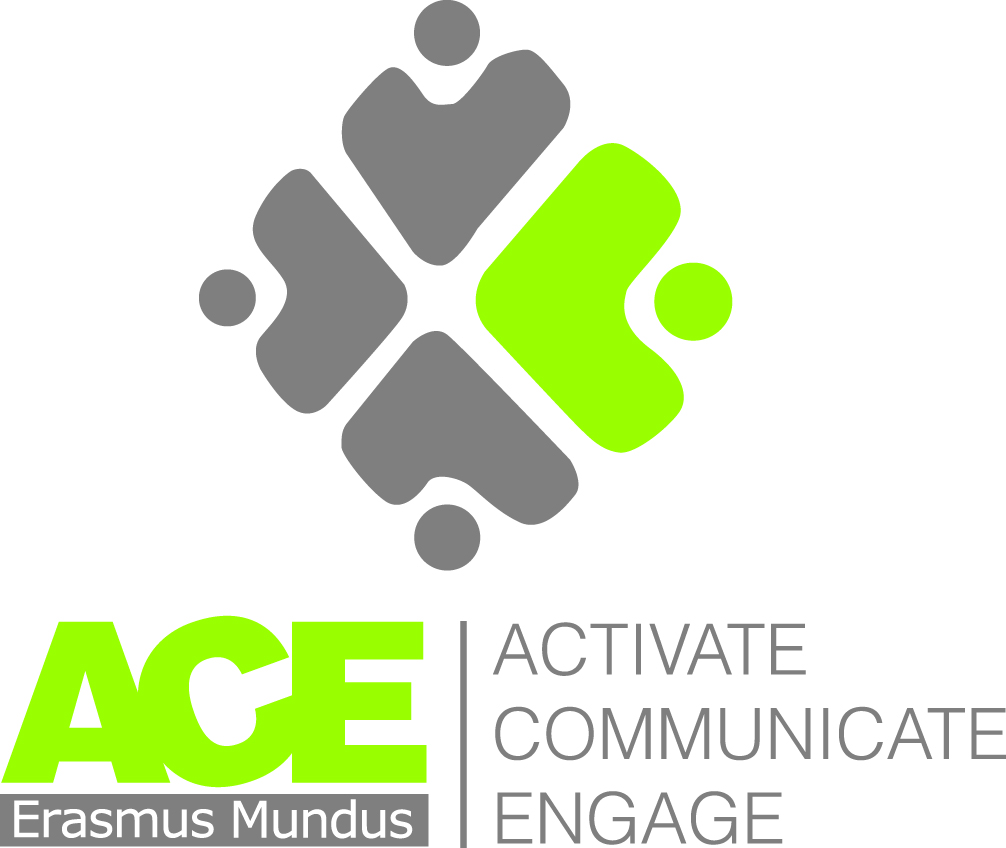 ACE
Erasmus Mundus
ACTIVATE
COMMUNICATE
ENGAGE